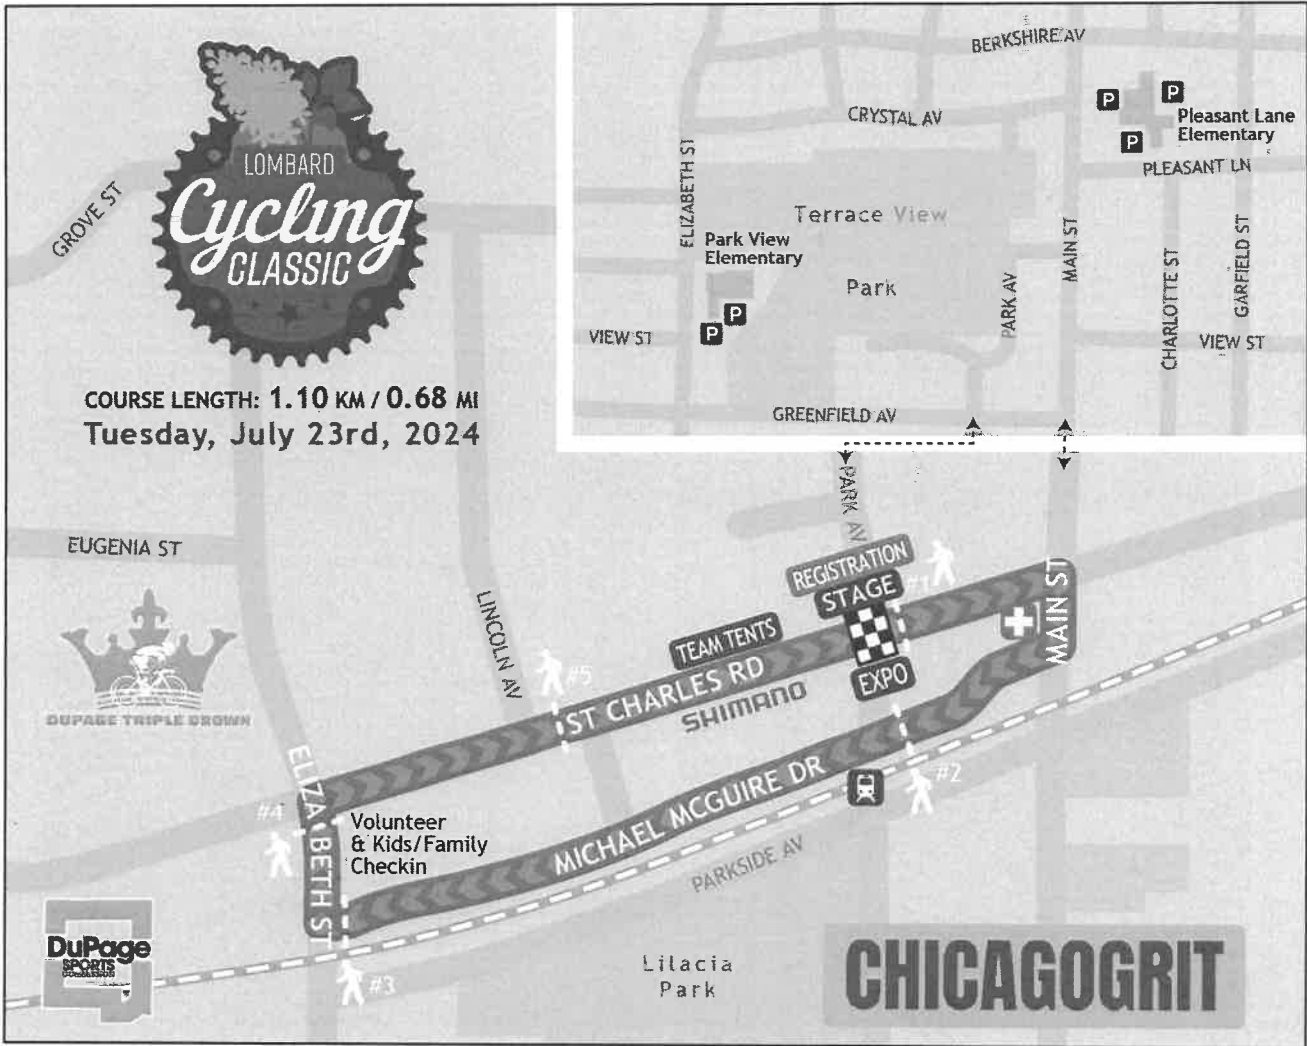 LOMBARD
Cycling
CLASSIC
COURSE LENGTH: 1.10 KM / 0.68 MI
Tuesday, July 23rd, 2024
GROVE ST
EUGENIA ST
DUPAGE TRIPLE CROWN
BERKSHIRE AV
CRYSTAL AV
P
P
P
Pleasant Lane
Elementary
PLEASANT LN
ELIZABETH ST
Terrace View
Park
Park View
Elementary
P
P
VIEW ST
PARK AV
MAIN ST
CHARLOTTE ST
GARFIELD ST
VIEW ST
GREENFIELD AV
PARK AV
REGISTRATION
STAGE
#1
MAIN ST
TEAM TENTS
EXPO
LINCOLN AV
#5
ST CHARLES RD
SHIMANO
#2
MICHAEL MCGUIRE DR
PARKSIDE AV
ELIZABETH ST
#4
Volunteer
& Kids/Family
Checkin
#3
DuPage
SPORTS
Lilacia
Park
CHICAGOGRIT